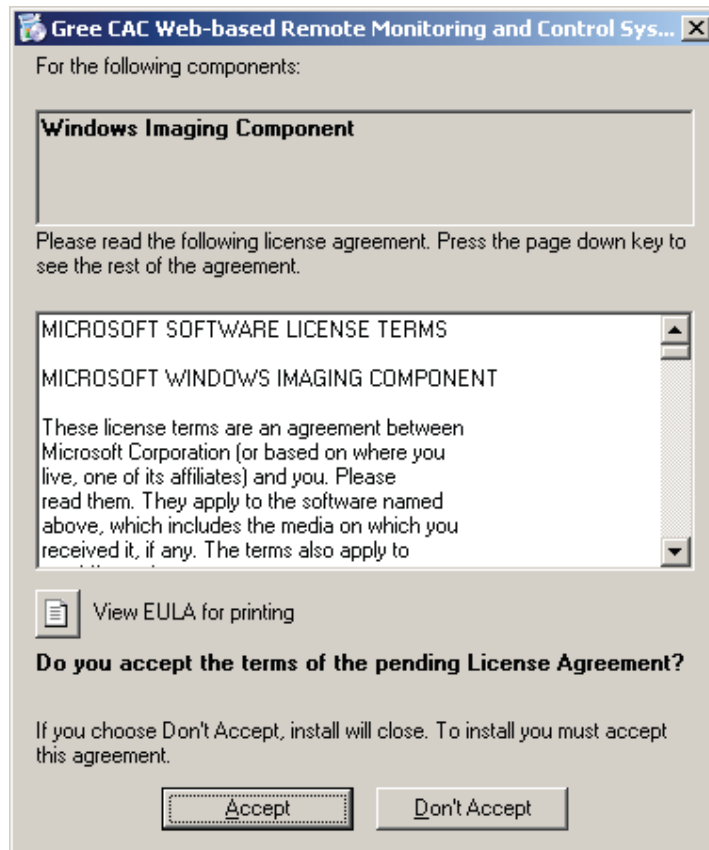 Gree CAC Web-based Remote Monitoring and Control Sys...
For the following components:
Windows Imaging Component
Please read the following license agreement. Press the page down key to
see the rest of the agreement.
MICROSOFT SOFTWARE LICENSE TERMS
MICROSOFT WINDOWS IMAGING COMPONENT
These license terms are an agreement between
Microsoft Corporation (or based on where you
live, one of its affiliates) and you. Please
read them. They apply to the software named
above, which includes the media on which you
received it, if any. The terms also apply to
View EULA for printing
Do you accept the terms of the pending License Agreement?
If you choose Don't Accept, install will close. To install you must accept
this agreement.
Accept
Don't Accept